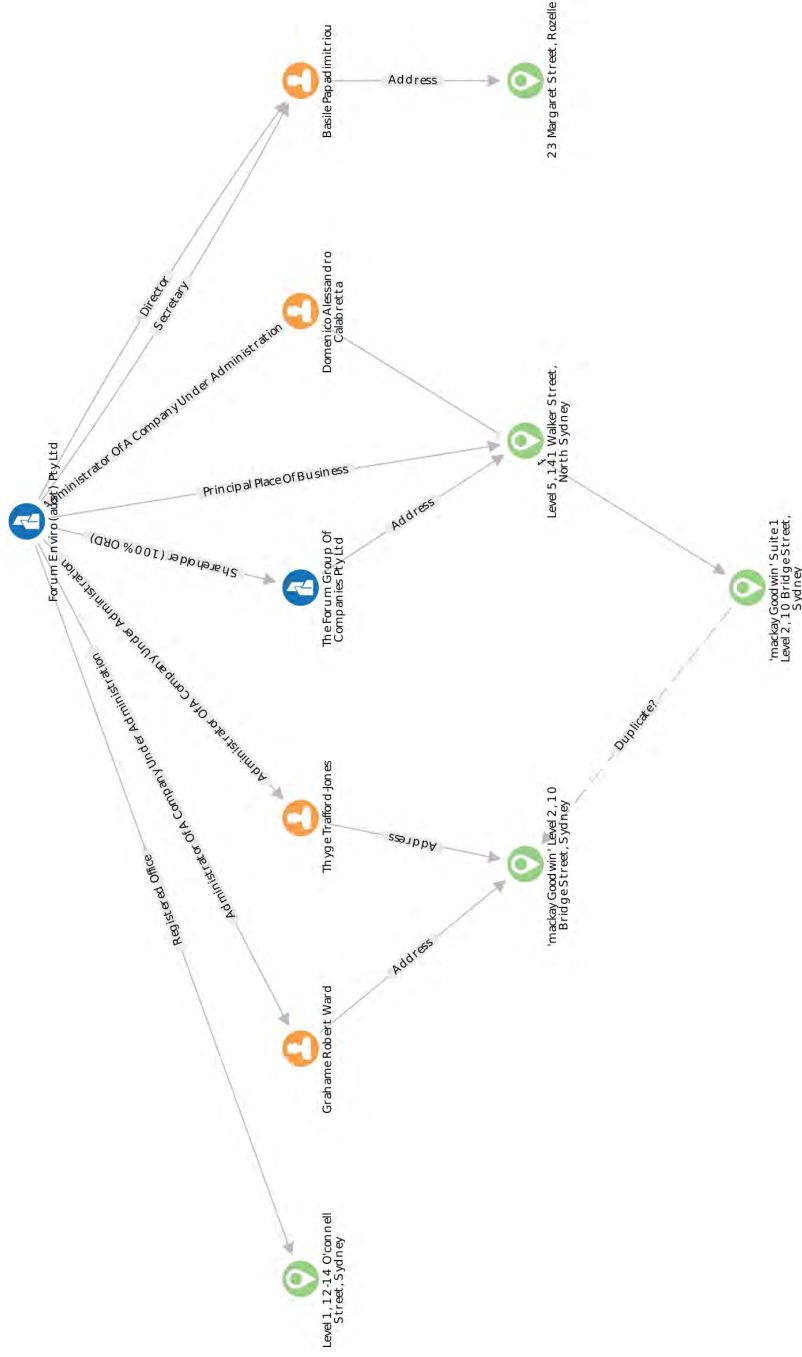 Basile Papadimitriou
Address
23 Margaret Street, Rozelle
Director
Secretary
Domenico Alessandro
Calabretta
Administrator Of A Company Under Administration
Forum Enviro (aust) Pty Ltd
Principal Place Of Business
Level 5, 141 Walker Street,
North Sydney
Shareholder (100% ORD)
Address
The Forum Group Of
Companies Pty Ltd
'mackay Goodwin' Suite 1
Level 2, 10 Bridge Street,
Sydney
Administrator Of A Company Under Administration
Duplicate?
Thyge Trafford-Jones
Address
'mackay Goodwin' Level 2, 10
Bridge Street, Sydney
Administrator Of A Company Under Administration
Address
Grahame Robert Ward
Registered Office
Level 1, 12-14 O'connell
Street, Sydney